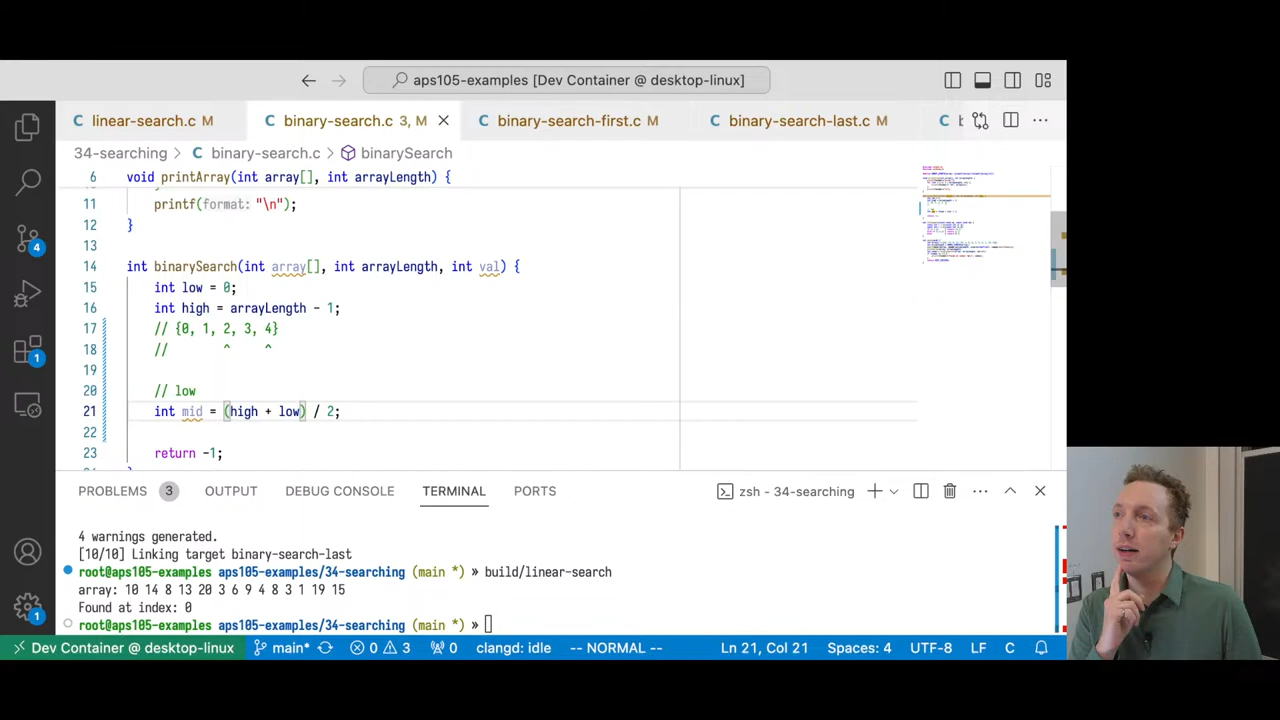 aps105-examples [Dev Container @ desktop-linux]
C linear-search.c M
C binary-search.c 3, M
C binary-search-first.c M
C binary-search-last.c M
C
34-searching > C binary-search.c > binarySearch
6 void printArray(int array[], int arrayLength) {
11 printf(format: "\n");
12 }
13
14 int binarySearch(int array[], int arrayLength, int val) {
15 int low = 0;
16 int high = arrayLength - 1;
17 // {0, 1, 2, 3, 4}
18 // ^ ^
19
20 // low
21 int mid = (high + low) / 2;
22
23 return -1;
4
1
1
PROBLEMS 3 OUTPUT DEBUG CONSOLE TERMINAL PORTS
zsh - 34-searching
4 warnings generated.
[10/10] Linking target binary-search-last
root@aps105-examples aps105-examples/34-searching (main *) » build/linear-search
array: 10 14 8 13 20 3 6 9 4 8 3 1 19 15
Found at index: 0
root@aps105-examples aps105-examples/34-searching (main *) »
Dev Container @ desktop-linux main* 0 3 0 clangd: idle -- NORMAL -- Ln 21, Col 21 Spaces: 4 UTF-8 LF C